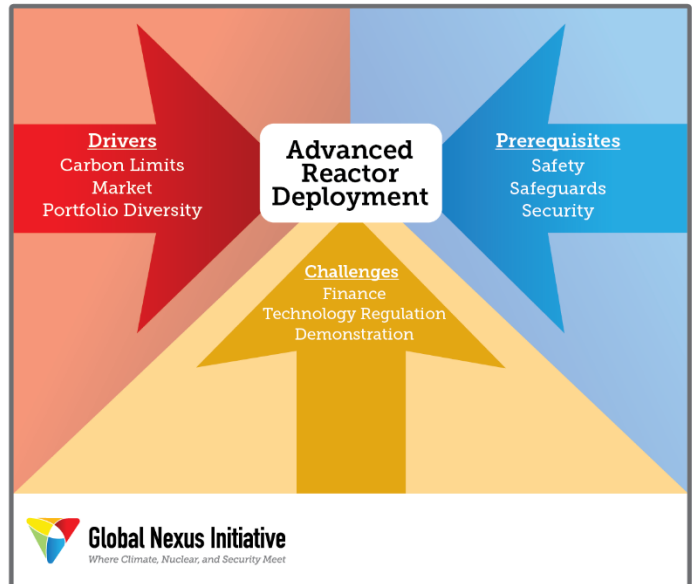 Drivers
Carbon Limits
Market
Portfolio Diversity
Advanced
Reactor
Deployment
Prerequisites
Safety
Safeguards
Security
Challenges
Finance
Technology Regulation
Demonstration
Global Nexus Initiative
Where Climate, Nuclear, and Security Meet